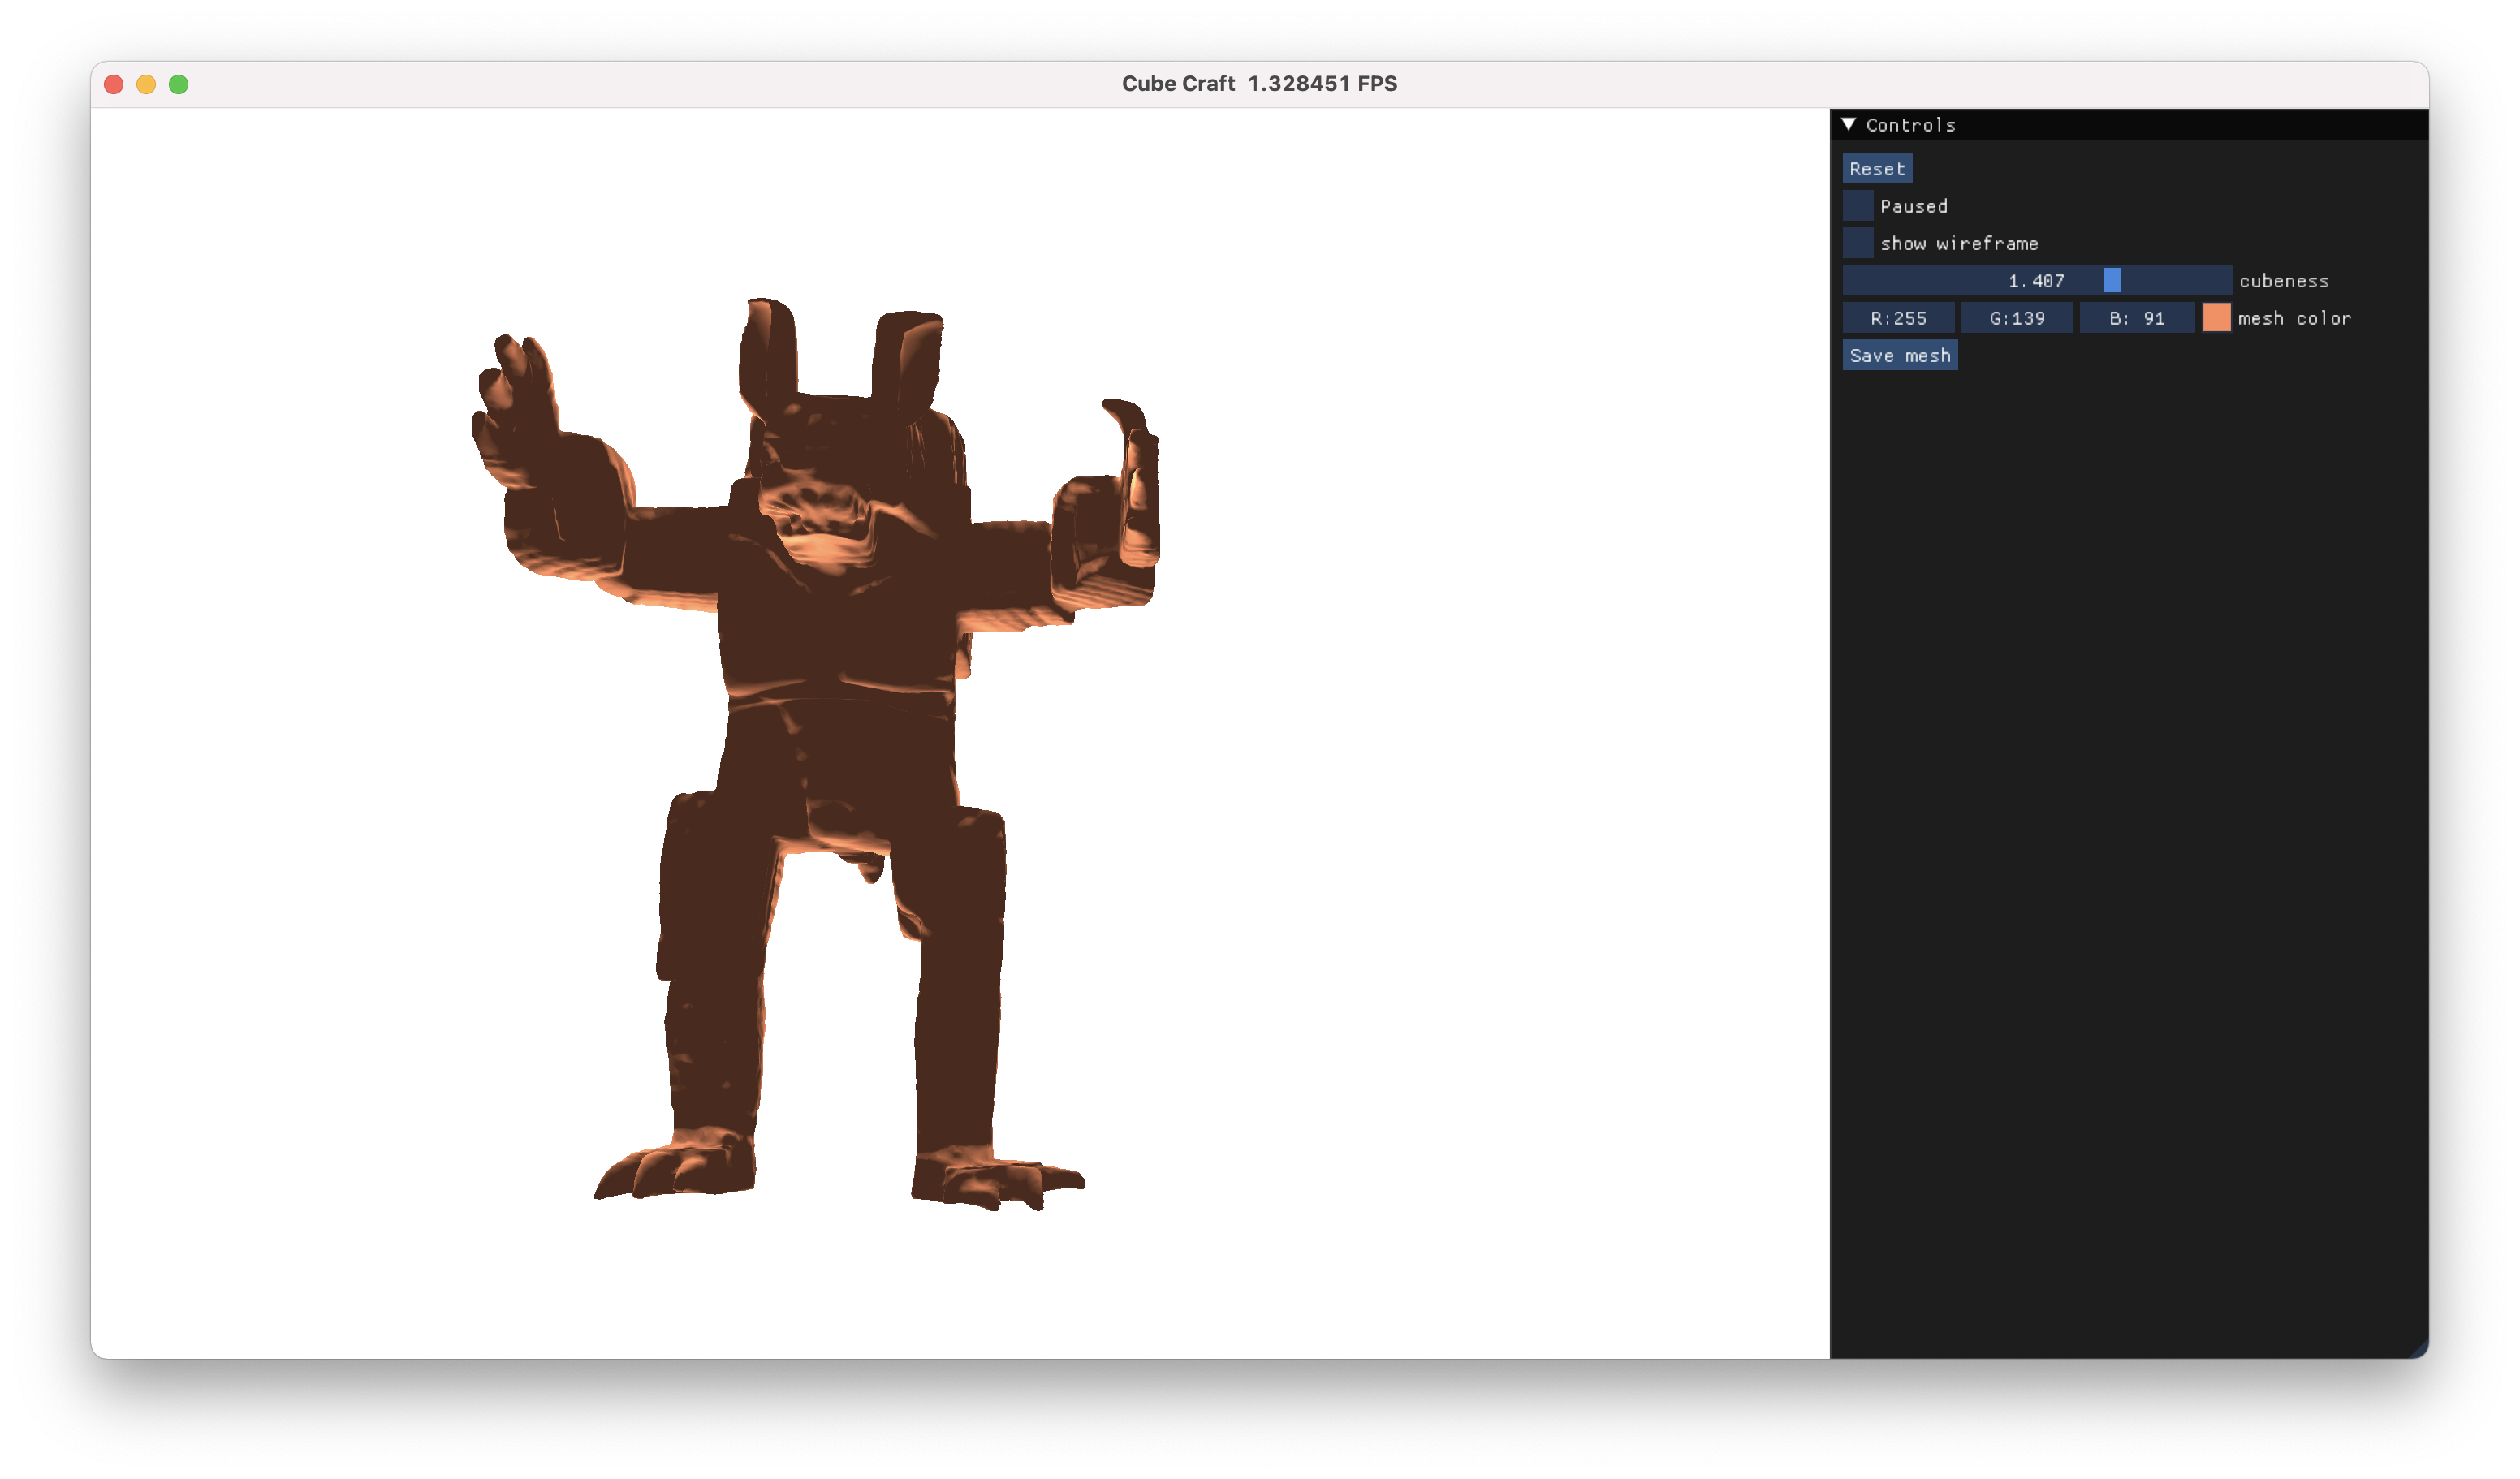 Cube Craft 1.328451 FPS
Controls
Reset
Paused
show wireframe
1.407 cubeness
R:255 G:139 B: 91 mesh color
Save mesh